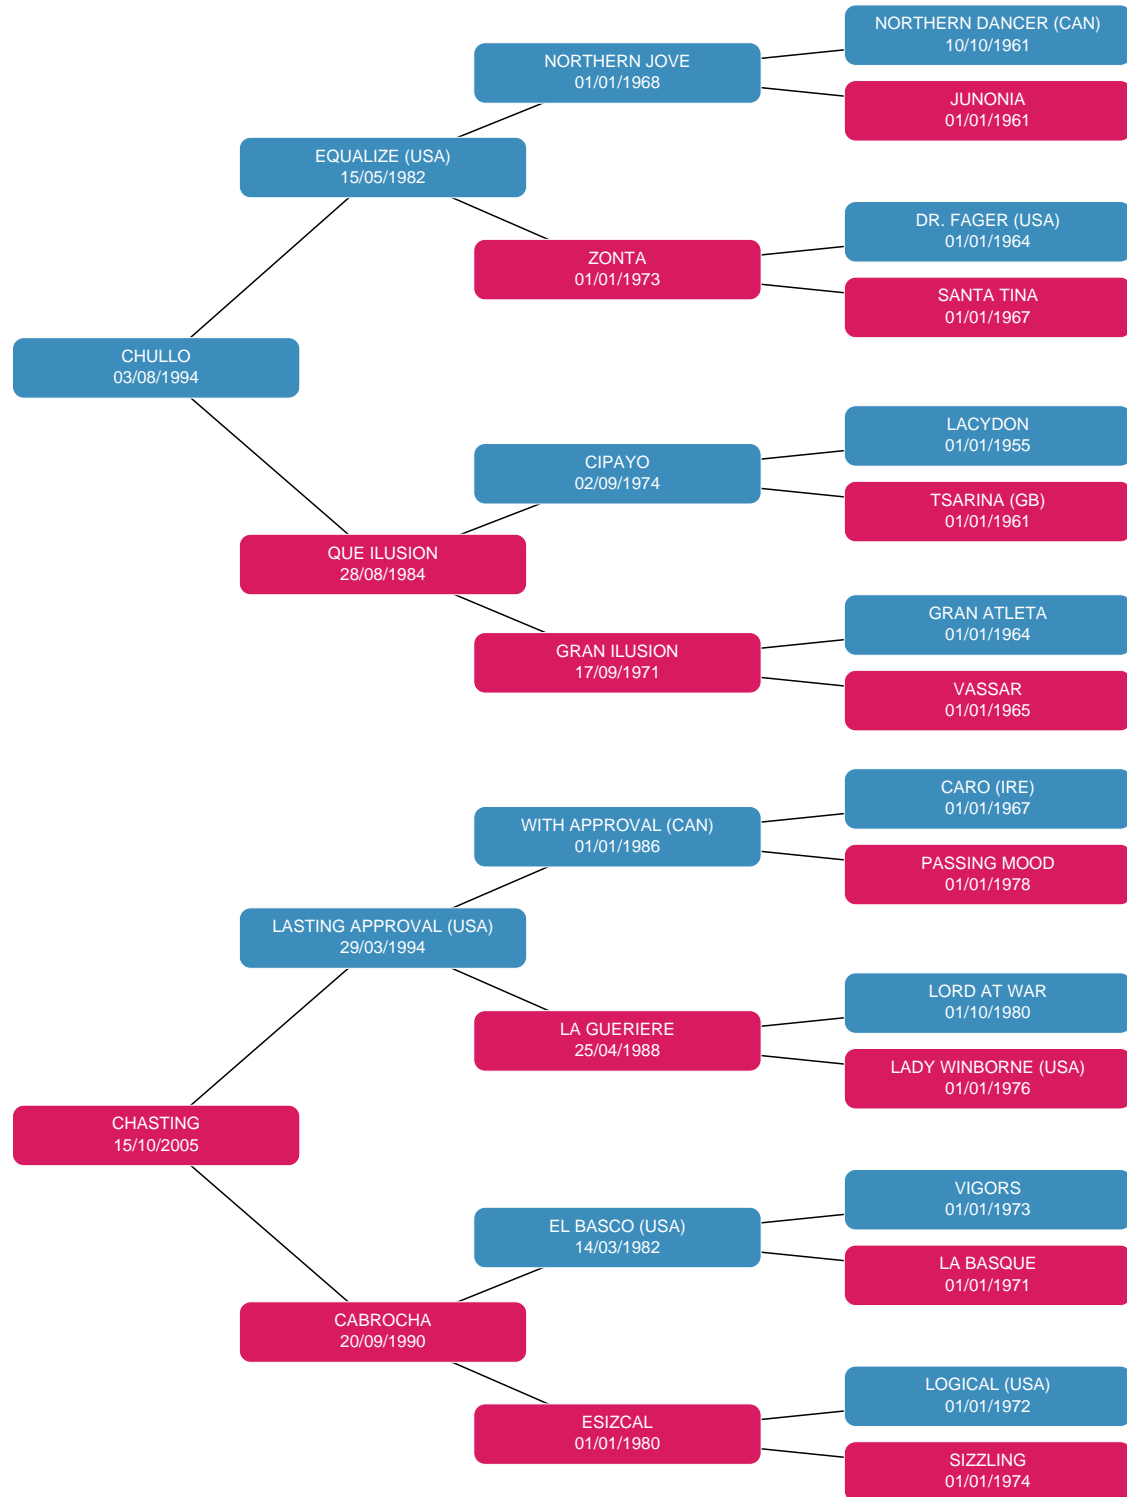 NORTHERN DANCER (CAN)
10/10/1961
NORTHERN JOVE
01/01/1968
JUNONIA
01/01/1961
EQUALIZE (USA)
15/05/1982
DR. FAGER (USA)
01/01/1964
ZONTA
01/01/1973
SANTA TINA
01/01/1967
CHULLO
03/08/1994
LACYDON
01/01/1955
CIPAYO
02/09/1974
TSARINA (GB)
01/01/1961
QUE ILUSION
28/08/1984
GRAN ATLETA
01/01/1964
GRAN ILUSION
17/09/1971
VASSAR
01/01/1965
CARO (IRE)
01/01/1967
WITH APPROVAL (CAN)
01/01/1986
PASSING MOOD
01/01/1978
LASTING APPROVAL (USA)
29/03/1994
LORD AT WAR
01/10/1980
LA GUERIERE
25/04/1988
LADY WINBORNE (USA)
01/01/1976
CHASTING
15/10/2005
VIGORS
01/01/1973
EL BASCO (USA)
14/03/1982
LA BASQUE
01/01/1971
CABROCHA
20/09/1990
LOGICAL (USA)
01/01/1972
ESIZCAL
01/01/1980
SIZZLING
01/01/1974